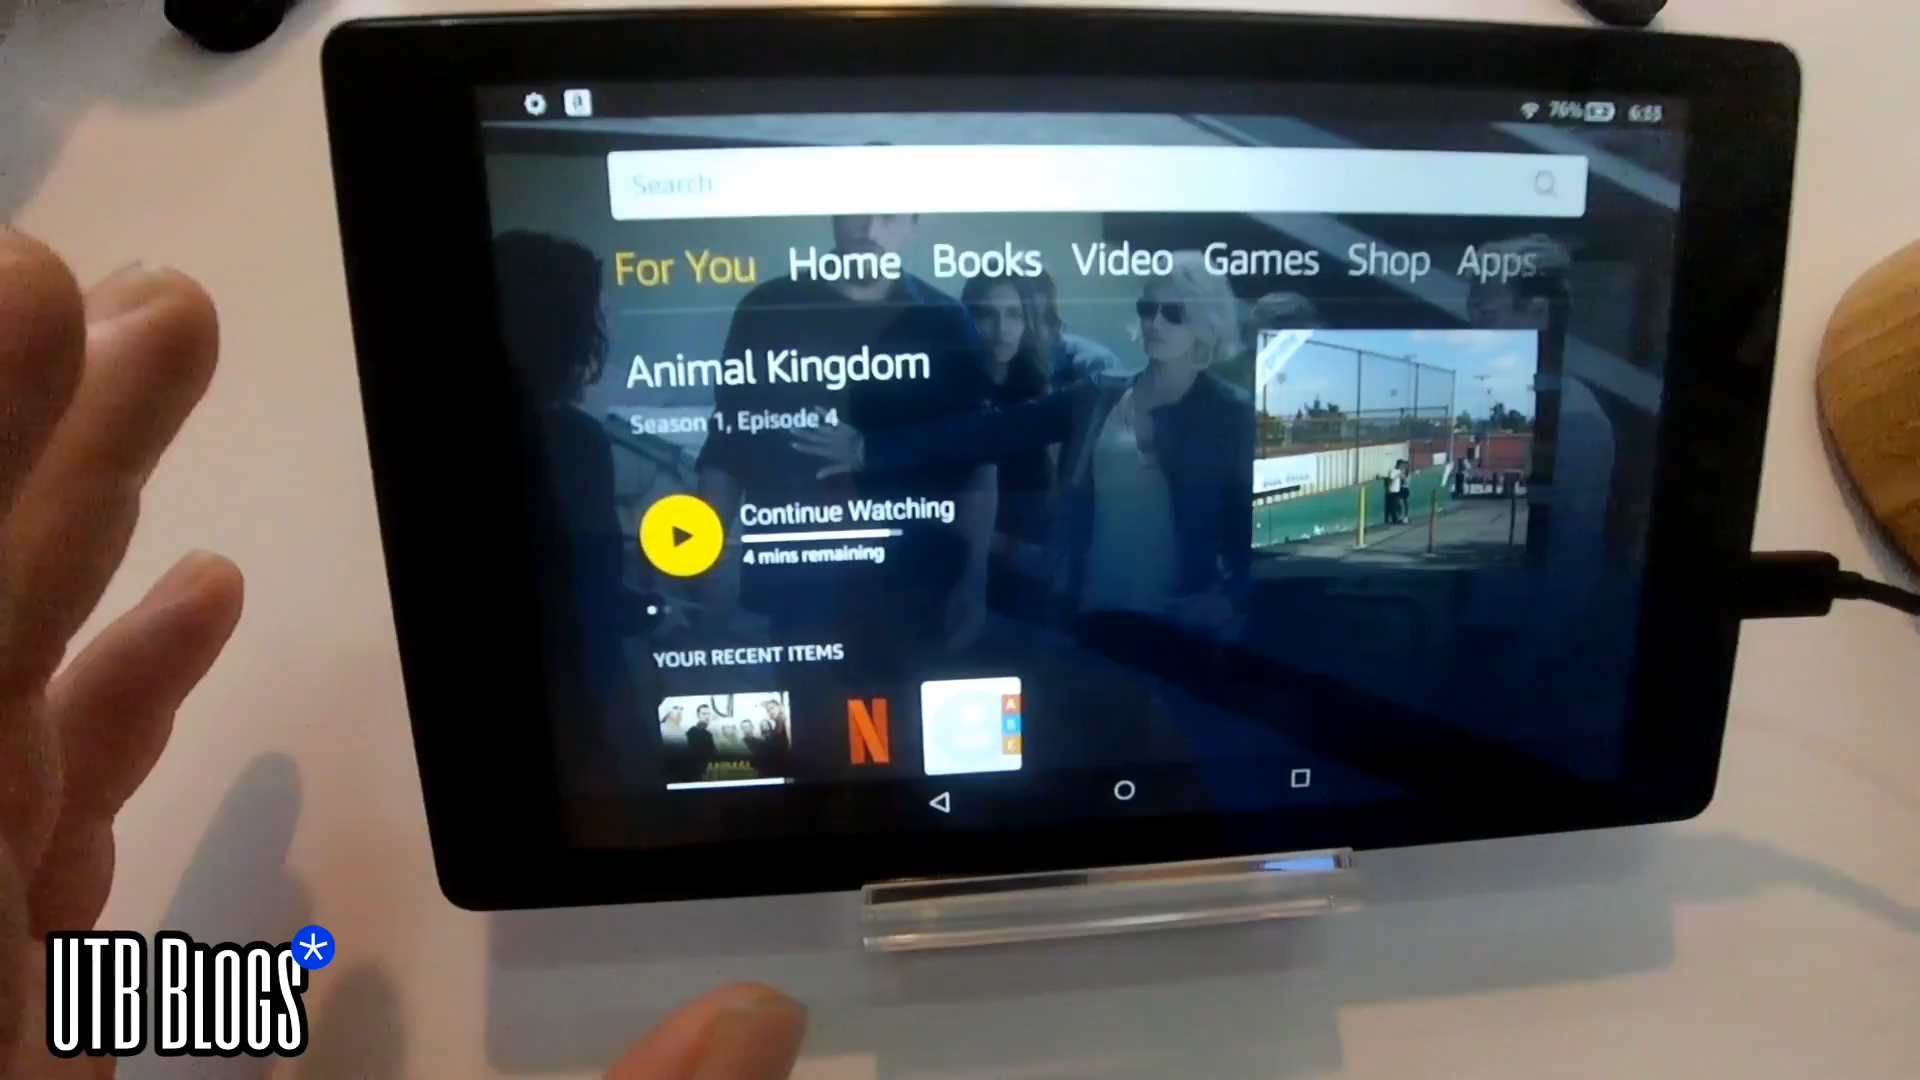 76% 6:33
Search
For You Home Books Video Games Shop Apps
Animal Kingdom
Season 1, Episode 4
Continue Watching
4 mins remaining
YOUR RECENT ITEMS
ANIMAL
N
A
B
C
UTB BLOGS*